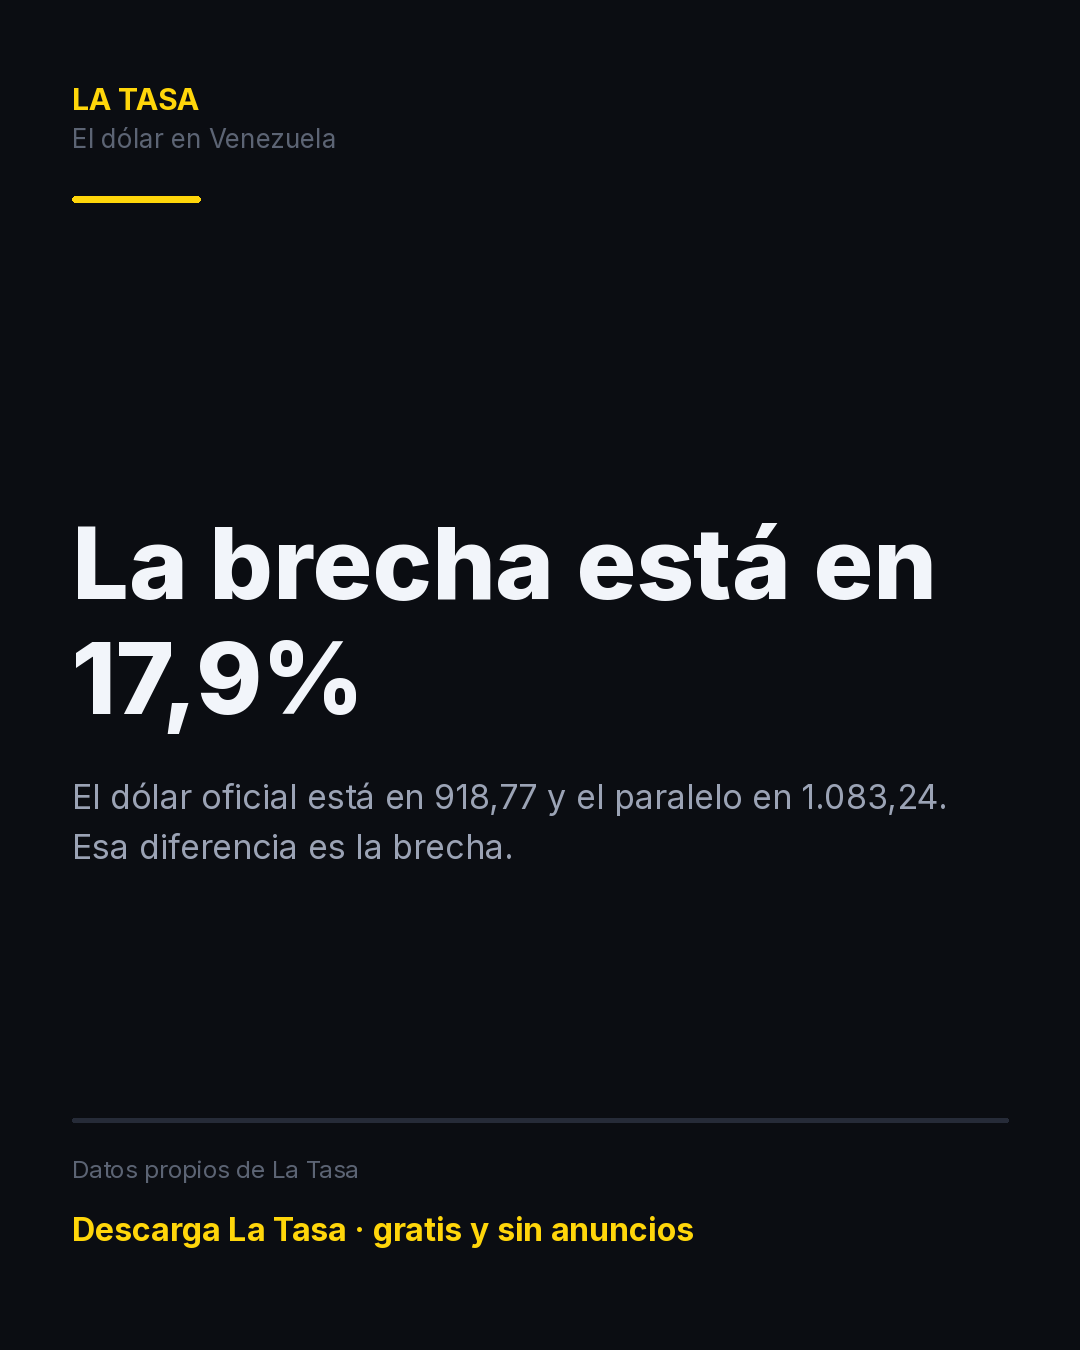 LA TASA
El dólar en Venezuela
La brecha está en
17,9%
El dólar oficial está en 918,77 y el paralelo en 1.083,24.
Esa diferencia es la brecha.
Datos propios de La Tasa
Descarga La Tasa · gratis y sin anuncios